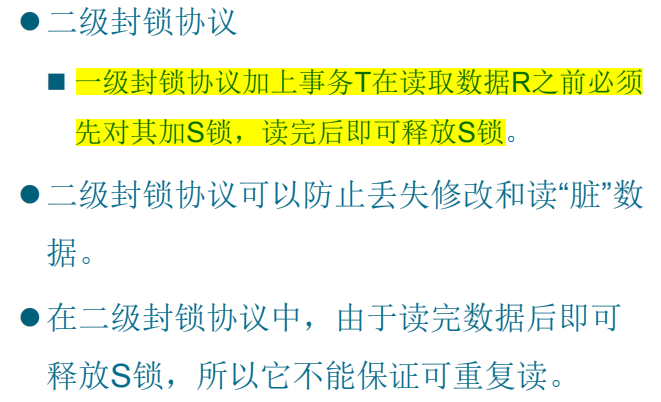 ●二级封锁协议
■一级封锁协议加上事务T在读取数据R之前必须
先对其加S锁，读完后即可释放S锁。
●二级封锁协议可以防止丢失修改和读“脏”数
据。
●在二级封锁协议中，由于读完数据后即可
释放S锁，所以它不能保证可重复读。